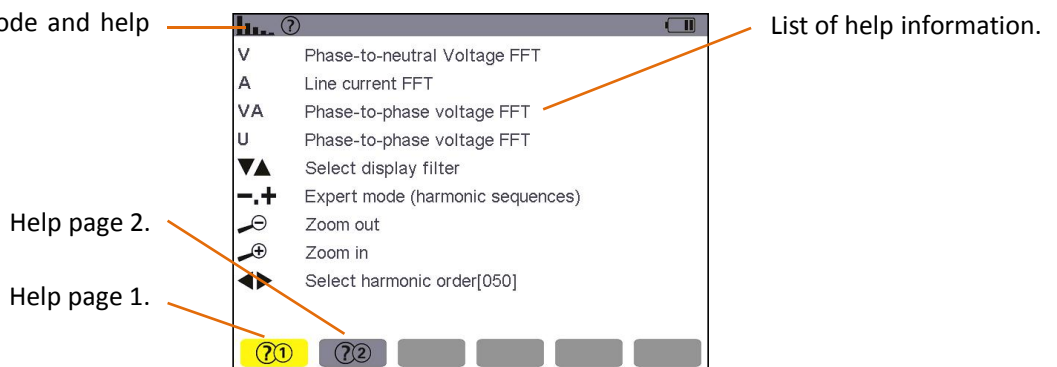 ode and help
List of help information.
V Phase-to-neutral Voltage FFT
A Line current FFT
VA Phase-to-phase voltage FFT
U Phase-to-phase voltage FFT
▼▲ Select display filter
−.+ Expert mode (harmonic sequences)
Zoom out
Zoom in
◀▶ Select harmonic order[050]
Help page 2.
Help page 1.
?1 ?2